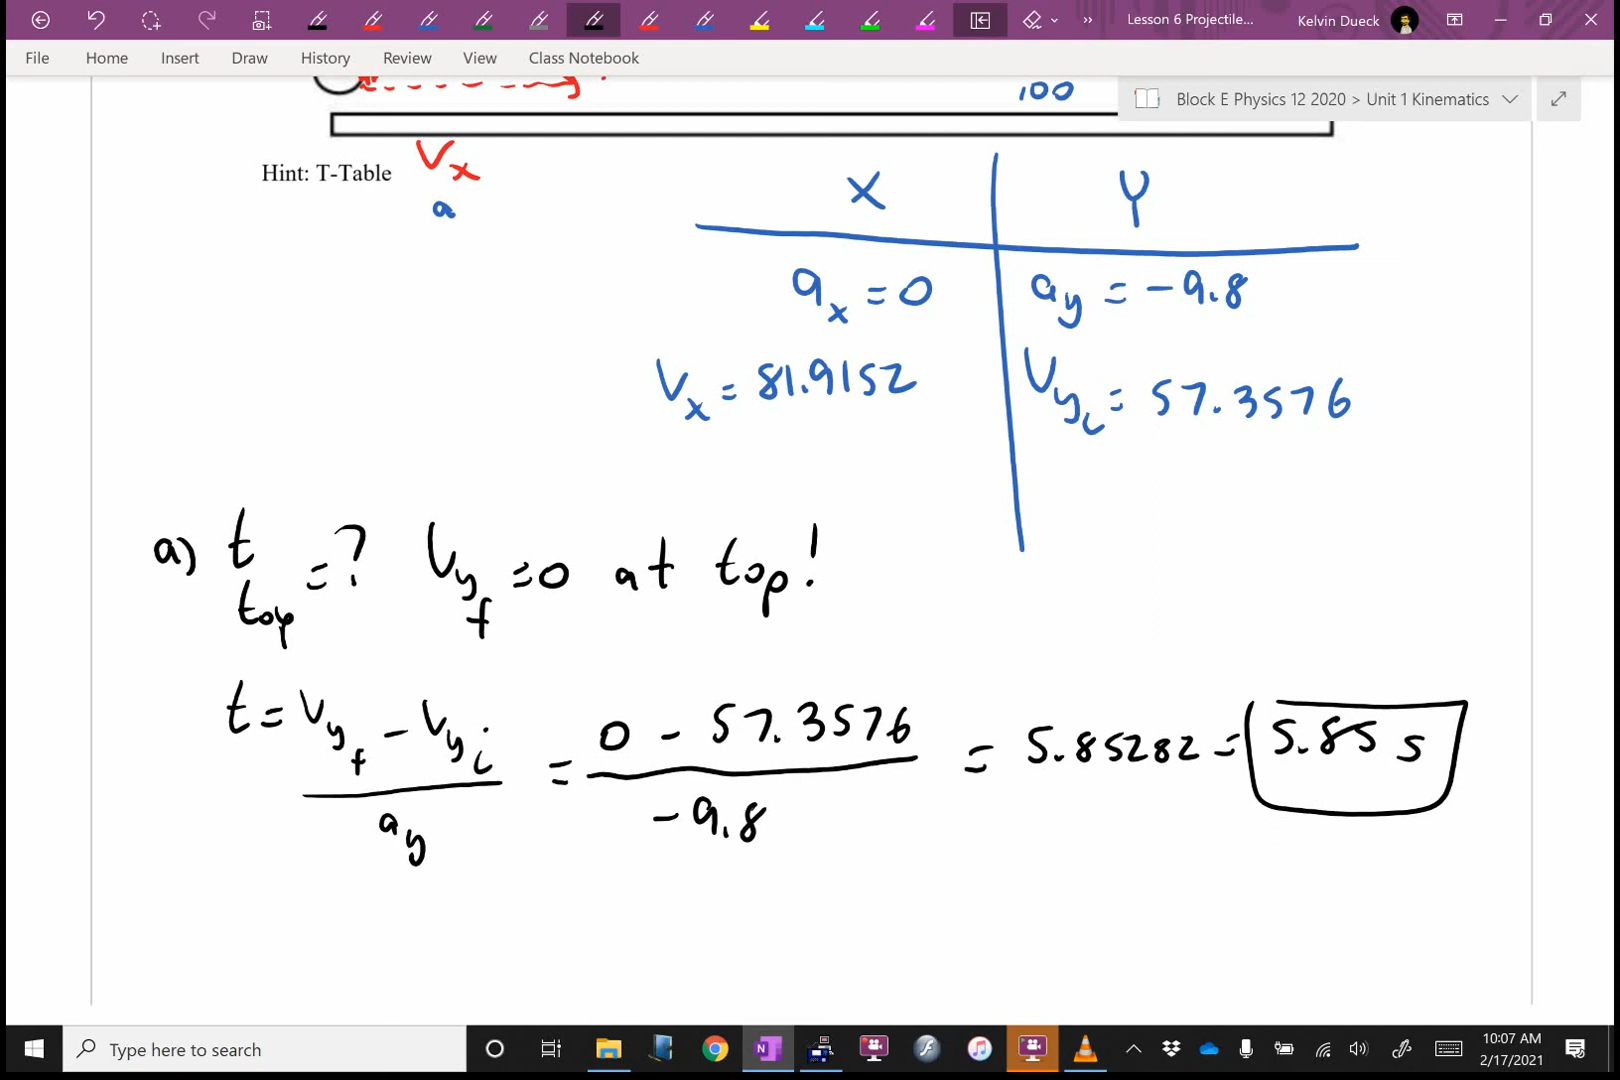 Lesson 6 Projectile...
Kelvin Dueck
File Home Insert Draw History Review View Class Notebook
100
Block E Physics 12 2020 > Unit 1 Kinematics
Hint: T-Table
Vx
a
X Y
ax = 0 ay = -9.8
Vx = 81.9152 Vyi = 57.3576
a) t top = ? Vyf = 0 at top!
t = Vyf - Vyi / ay = 0 - 57.3576 / -9.8 = 5.85282 = 5.85 s
Type here to search
10:07 AM
2/17/2021